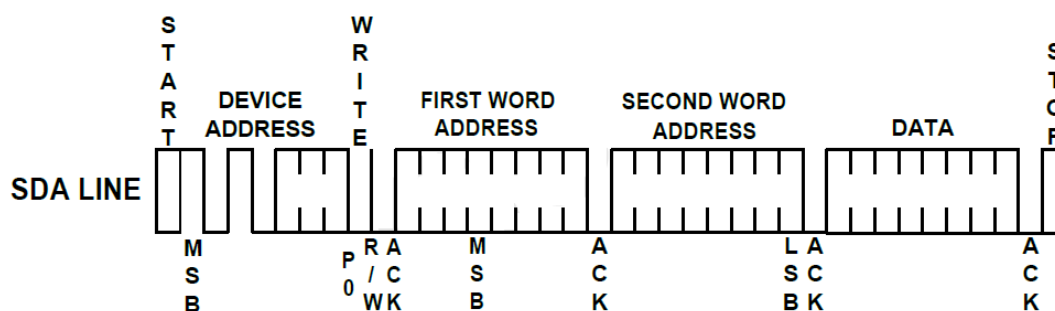 START
WRITE
DEVICE
ADDRESS
FIRST WORD
ADDRESS
SECOND WORD
ADDRESS
DATA
SDA LINE
MSB
P0
R/W
ACK
MSB
ACK
LSB
ACK
ACK